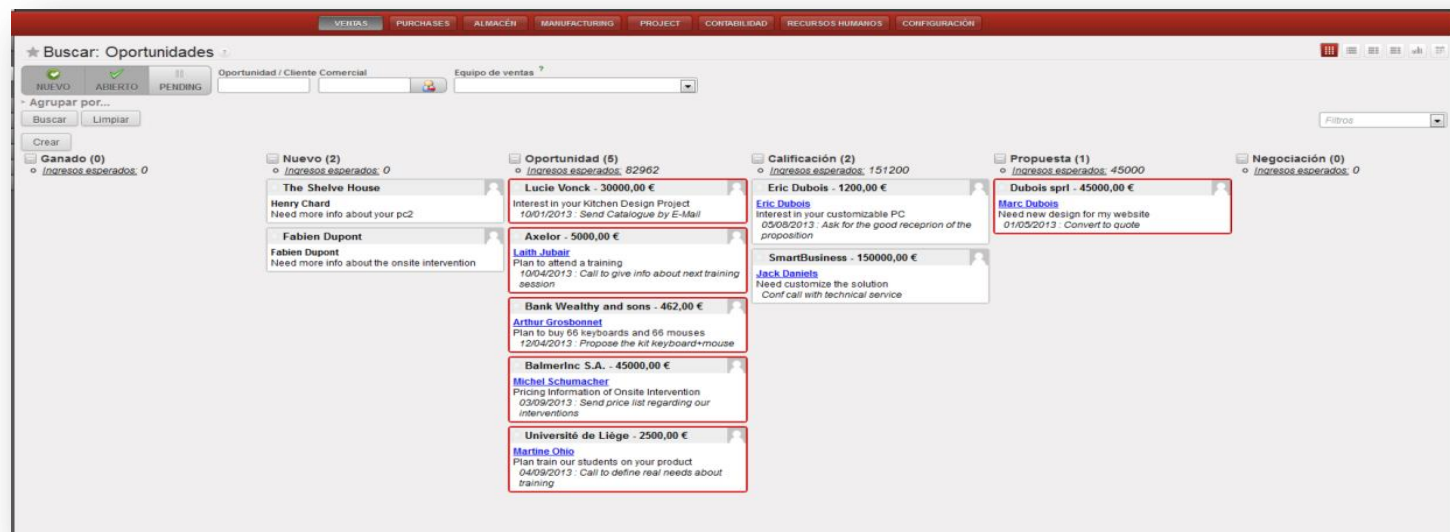 VENTAS PURCHASES ALMACÉN MANUFACTURING PROJECT CONTABILIDAD RECURSOS HUMANOS CONFIGURACIÓN
Buscar: Oportunidades
NUEVO ABIERTO PENDING
Oportunidad / Cliente Comercial Equipo de ventas ?
Agrupar por...
Buscar Limpiar
Filtros
Crear
Ganado (0)
Ingresos esperados: 0
Nuevo (2)
Ingresos esperados: 0
The Shelve House
Henry Chard
Need more info about your pc2
Fabien Dupont
Fabien Dupont
Need more info about the onsite intervention
Oportunidad (5)
Ingresos esperados: 82962
Lucie Vonck - 30000,00 €
Interest in your Kitchen Design Project
10/01/2013 : Send Catalogue by E-Mail
Axelor - 5000,00 €
Laith Jubair
Plan to attend a training
10/04/2013 : Call to give info about next training
session
Bank Wealthy and sons - 462,00 €
Arthur Grosbonnet
Plan to buy 66 keyboards and 66 mouses
12/04/2013 : Propose the kit keyboard+mouse
BalmerInc S.A. - 45000,00 €
Michel Schumacher
Pricing Information of Onsite Intervention
03/09/2013 : Send price list regarding our
interventions
Université de Liège - 2500,00 €
Martine Ohio
Plan train our students on your product
04/09/2013 : Call to define real needs about
training
Calificación (2)
Ingresos esperados: 151200
Eric Dubois - 1200,00 €
Eric Dubois
Interest in your customizable PC
05/08/2013 : Ask for the good receprion of the
proposition
SmartBusiness - 150000,00 €
Jack Daniels
Need customize the solution
Conf call with technical service
Propuesta (1)
Ingresos esperados: 45000
Dubois sprl - 45000,00 €
Marc Dubois
Need new design for my website
01/05/2013 : Convert to quote
Negociación (0)
Ingresos esperados: 0